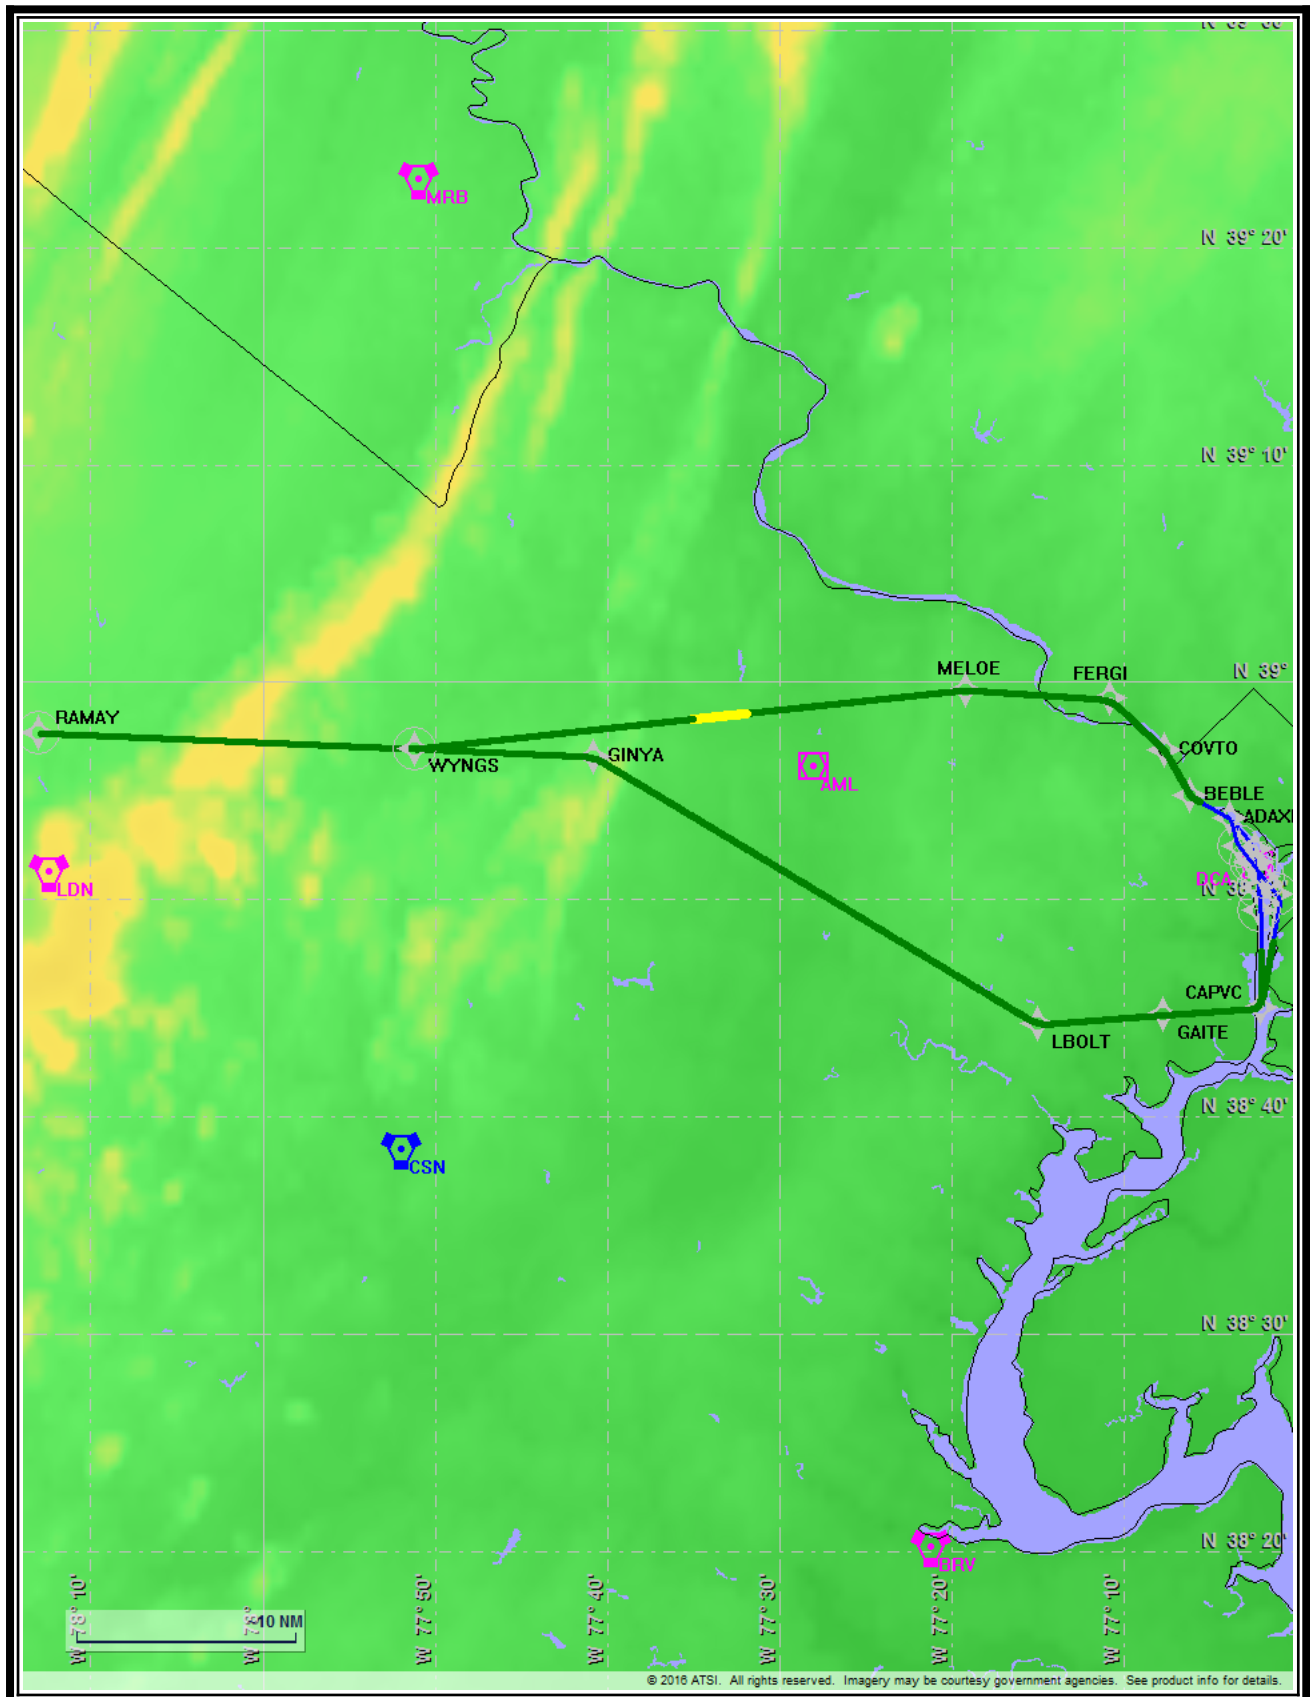 MRB
N 39° 20'
N 39° 10'
MELOE
FERGI
N 39°
RAMAY
WYNGS
GINYA
COVTO
AML
BEBLE
ADAX
LDN
DCA
N 38°
CAPVC
LBOLT
GAITE
N 38° 40'
CSN
N 38° 30'
N 38° 20'
BRV
W 78° 10'
W 78°
W 77° 50'
W 77° 40'
W 77° 30'
W 77° 20'
W 77° 10'
10 NM
© 2016 ATSI. All rights reserved. Imagery may be courtesy government agencies. See product info for details.